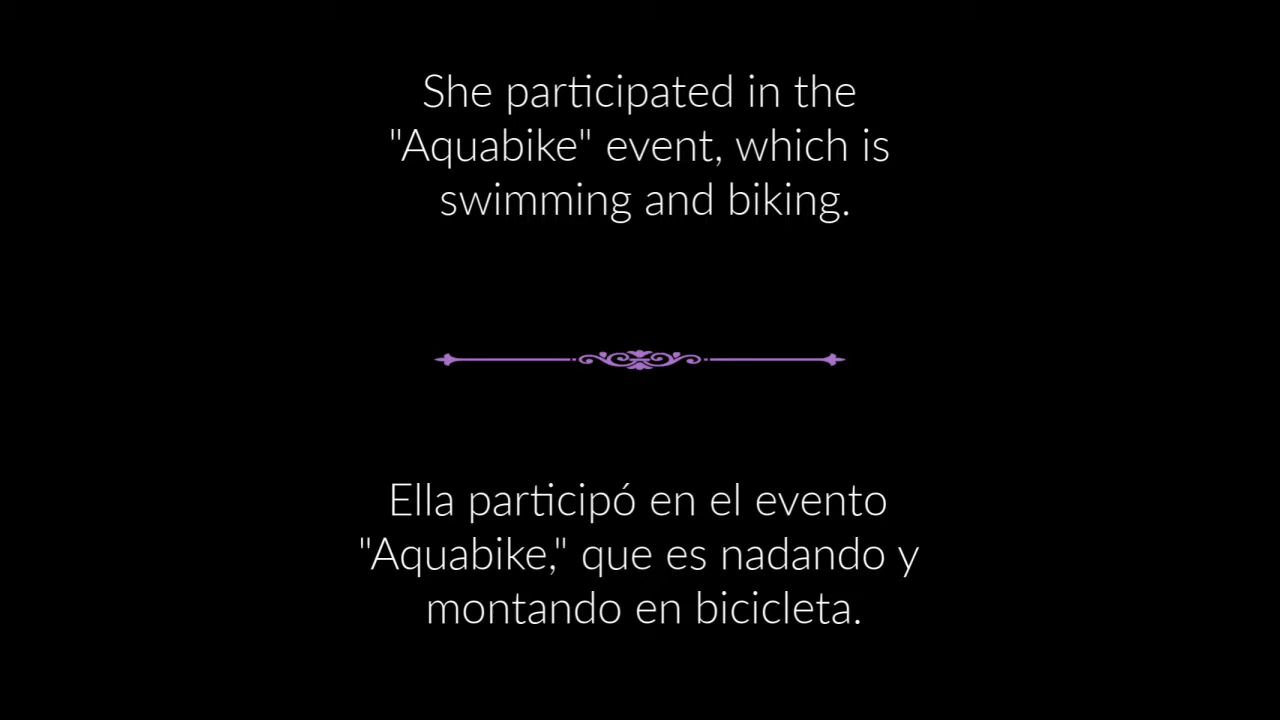 She participated in the
"Aquabike" event, which is
swimming and biking.
Ella participó en el evento
"Aquabike," que es nadando y
montando en bicicleta.